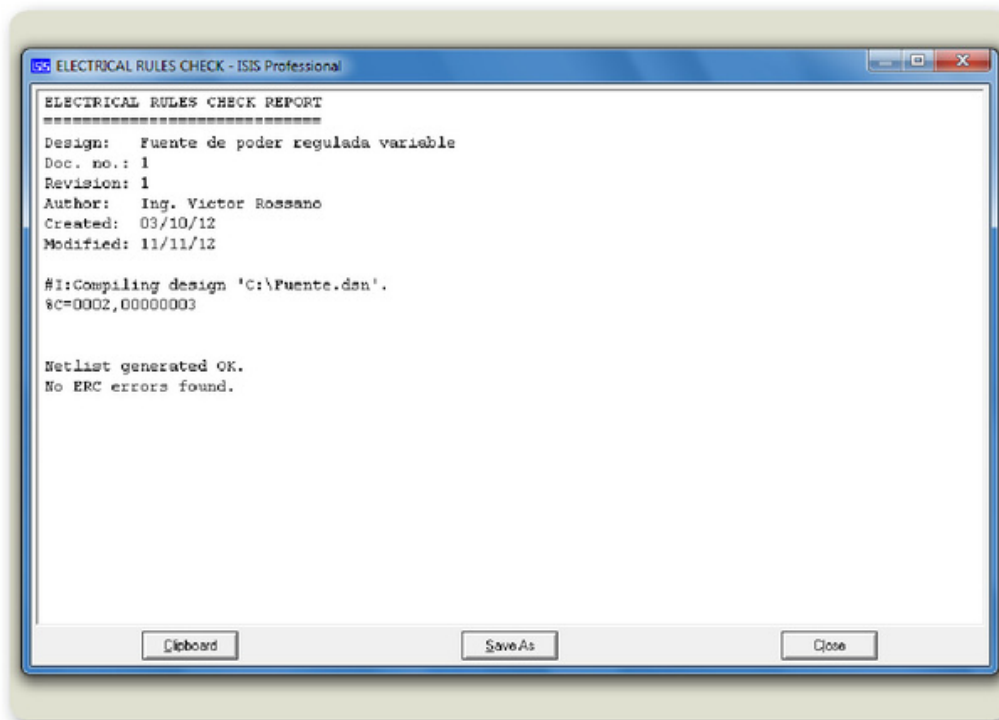 ISIS ELECTRICAL RULES CHECK - ISIS Professional
ELECTRICAL RULES CHECK REPORT
=============================
Design: Fuente de poder regulada variable
Doc. no.: 1
Revision: 1
Author: Ing. Victor Rossano
Created: 03/10/12
Modified: 11/11/12
#I:Compiling design 'C:\Fuente.dsn'.
%C=0002,00000003
Netlist generated OK.
No ERC errors found.
Clipboard
Save As
Close